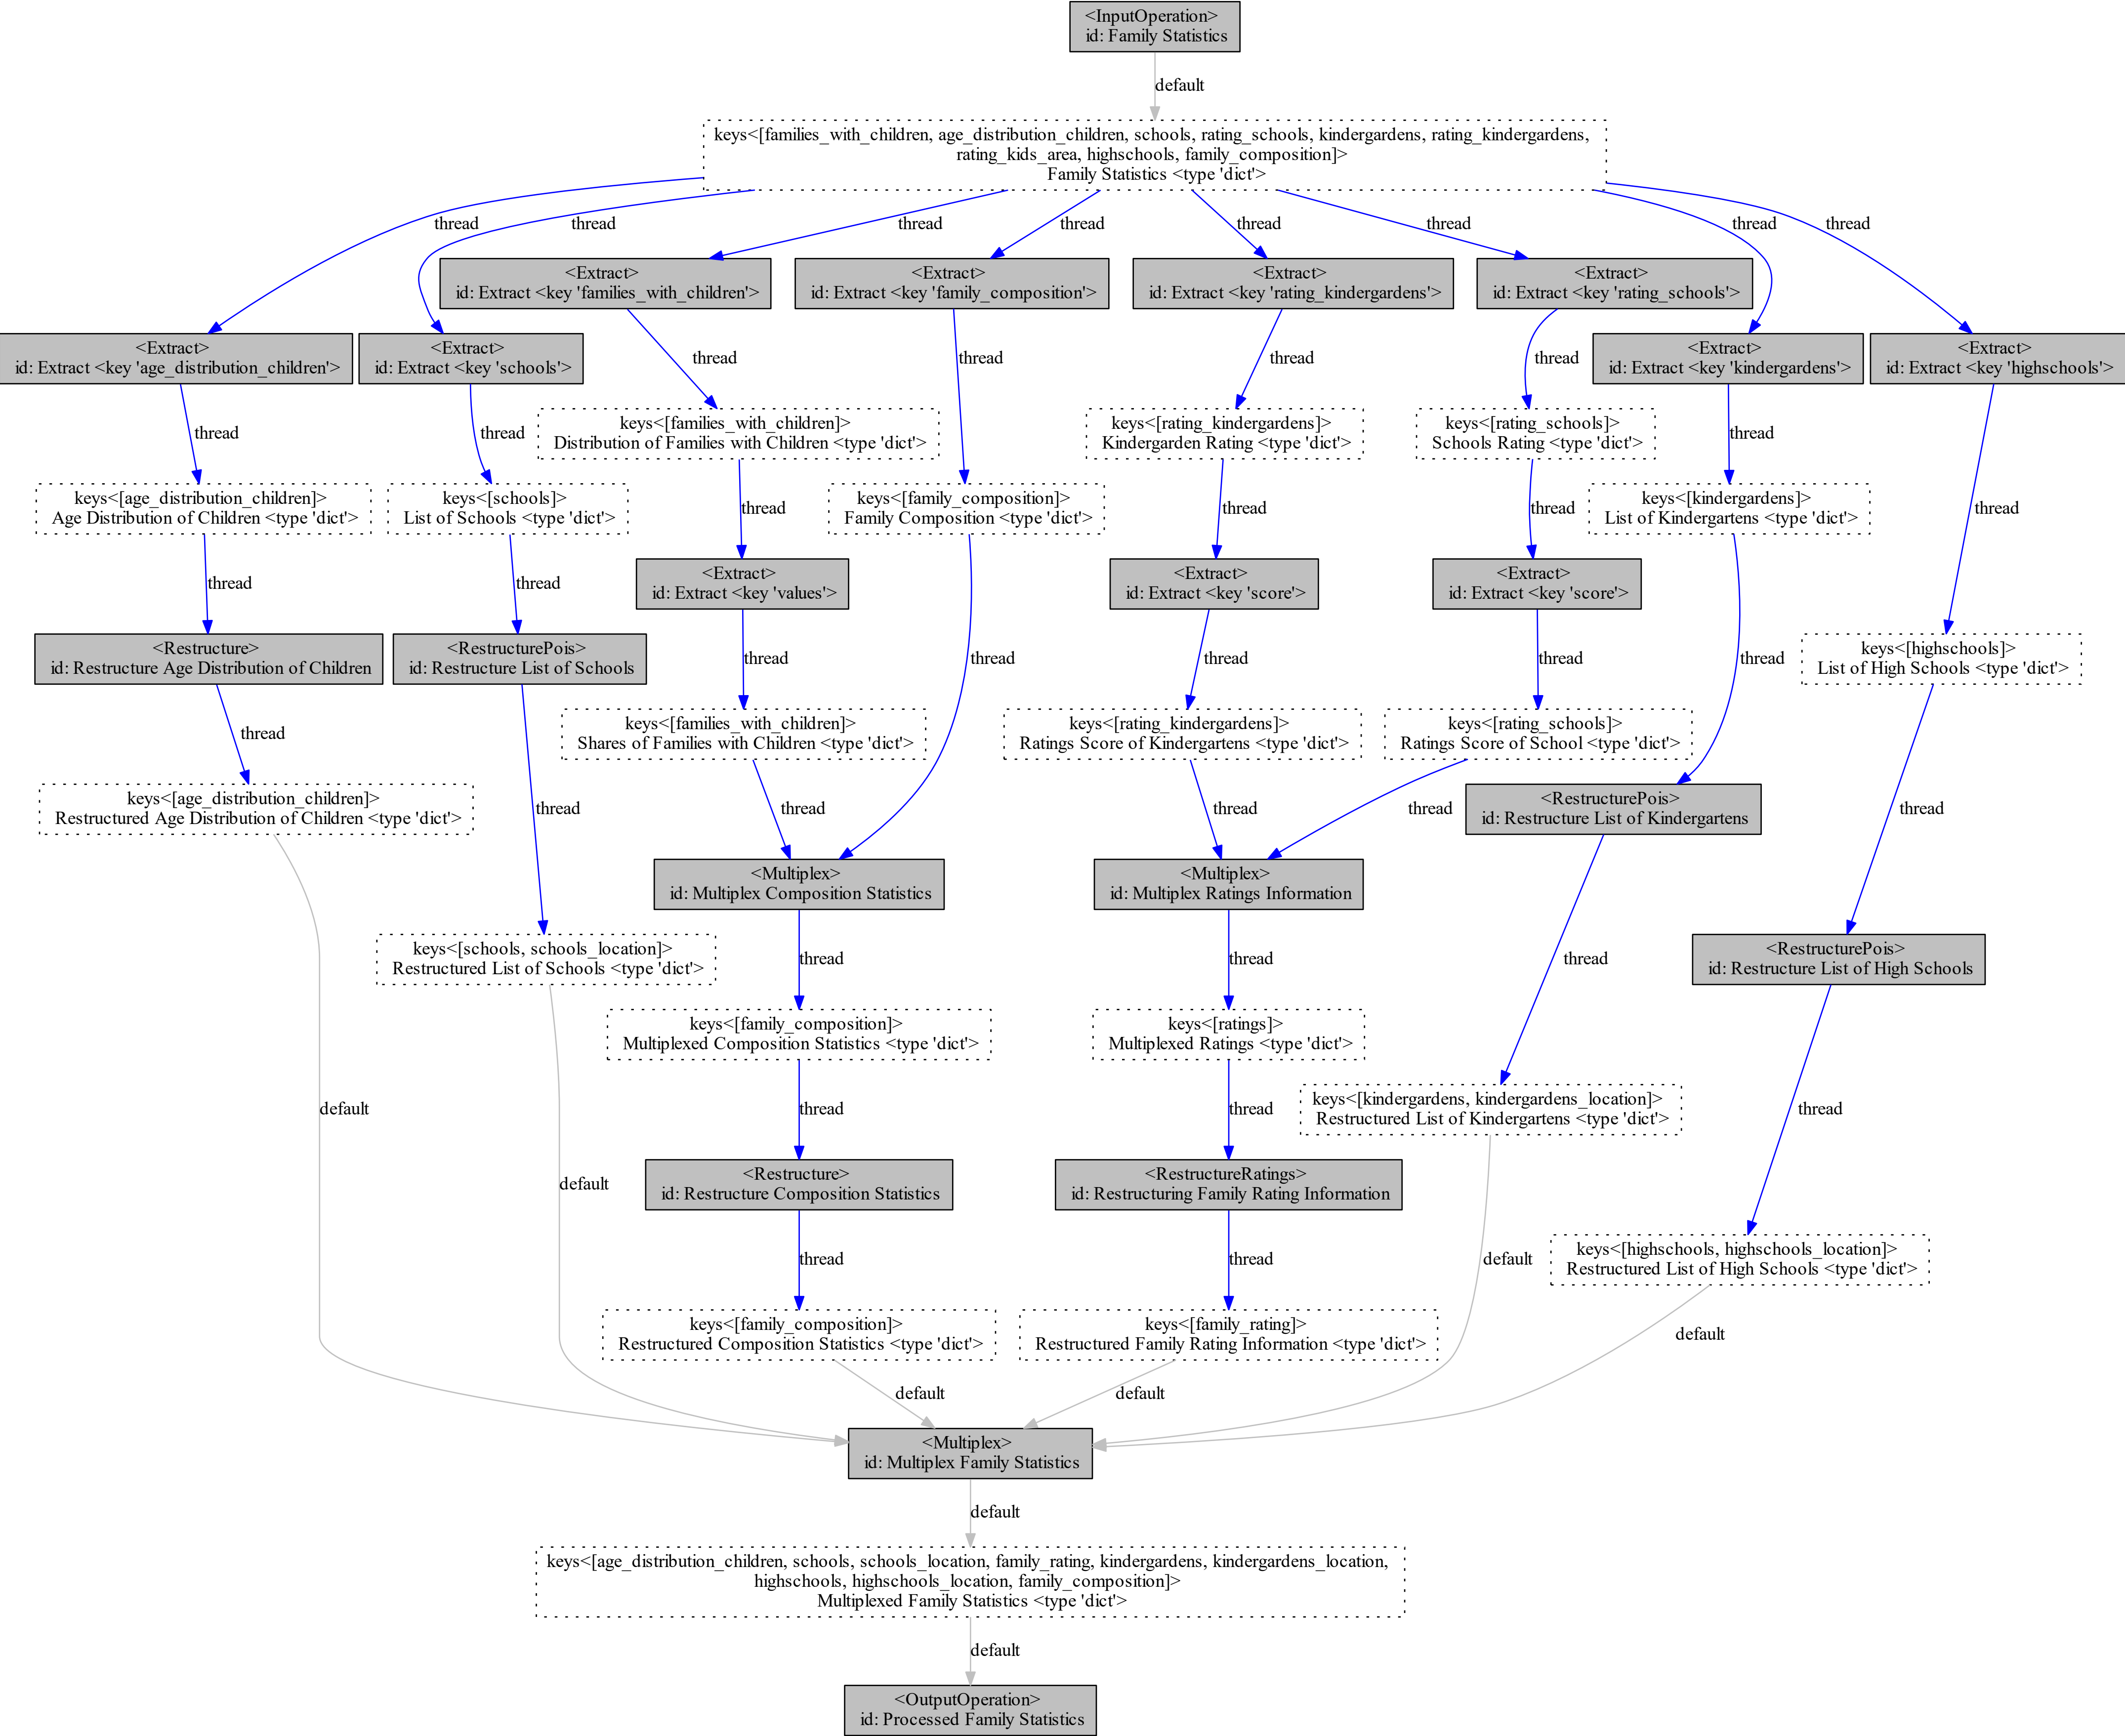 <InputOperation>
id: Family Statistics
default
keys<[families_with_children, age_distribution_children, schools, rating_schools, kindergardens, rating_kindergardens,
rating_kids_area, highschools, family_composition]>
Family Statistics <type 'dict'>
thread
thread
thread
thread
thread
thread
thread
thread
<Extract>
id: Extract <key 'families_with_children'>
<Extract>
id: Extract <key 'family_composition'>
<Extract>
id: Extract <key 'rating_kindergardens'>
<Extract>
id: Extract <key 'rating_schools'>
<Extract>
id: Extract <key 'age_distribution_children'>
<Extract>
id: Extract <key 'schools'>
<Extract>
id: Extract <key 'kindergardens'>
<Extract>
id: Extract <key 'highschools'>
thread
thread
thread
thread
thread
thread
thread
keys<[families_with_children]>
Distribution of Families with Children <type 'dict'>
keys<[rating_kindergardens]>
Kindergarden Rating <type 'dict'>
keys<[rating_schools]>
Schools Rating <type 'dict'>
keys<[age_distribution_children]>
Age Distribution of Children <type 'dict'>
keys<[schools]>
List of Schools <type 'dict'>
keys<[family_composition]>
Family Composition <type 'dict'>
keys<[kindergardens]>
List of Kindergartens <type 'dict'>
thread
thread
thread
thread
thread
thread
<Extract>
id: Extract <key 'values'>
<Extract>
id: Extract <key 'score'>
<Extract>
id: Extract <key 'score'>
<Restructure>
id: Restructure Age Distribution of Children
<RestructurePois>
id: Restructure List of Schools
thread
thread
thread
thread
thread
keys<[highschools]>
List of High Schools <type 'dict'>
thread
keys<[families_with_children]>
Shares of Families with Children <type 'dict'>
keys<[rating_kindergardens]>
Ratings Score of Kindergartens <type 'dict'>
keys<[rating_schools]>
Ratings Score of School <type 'dict'>
keys<[age_distribution_children]>
Restructured Age Distribution of Children <type 'dict'>
thread
thread
thread
thread
<RestructurePois>
id: Restructure List of Kindergartens
thread
<Multiplex>
id: Multiplex Composition Statistics
<Multiplex>
id: Multiplex Ratings Information
keys<[schools, schools_location]>
Restructured List of Schools <type 'dict'>
thread
thread
thread
<RestructurePois>
id: Restructure List of High Schools
keys<[family_composition]>
Multiplexed Composition Statistics <type 'dict'>
keys<[ratings]>
Multiplexed Ratings <type 'dict'>
default
thread
thread
keys<[kindergardens, kindergardens_location]>
Restructured List of Kindergartens <type 'dict'>
thread
default
<Restructure>
id: Restructure Composition Statistics
<RestructureRatings>
id: Restructuring Family Rating Information
thread
thread
default
keys<[highschools, highschools_location]>
Restructured List of High Schools <type 'dict'>
keys<[family_composition]>
Restructured Composition Statistics <type 'dict'>
keys<[family_rating]>
Restructured Family Rating Information <type 'dict'>
default
default
default
<Multiplex>
id: Multiplex Family Statistics
default
keys<[age_distribution_children, schools, schools_location, family_rating, kindergardens, kindergardens_location,
highschools, highschools_location, family_composition]>
Multiplexed Family Statistics <type 'dict'>
default
<OutputOperation>
id: Processed Family Statistics